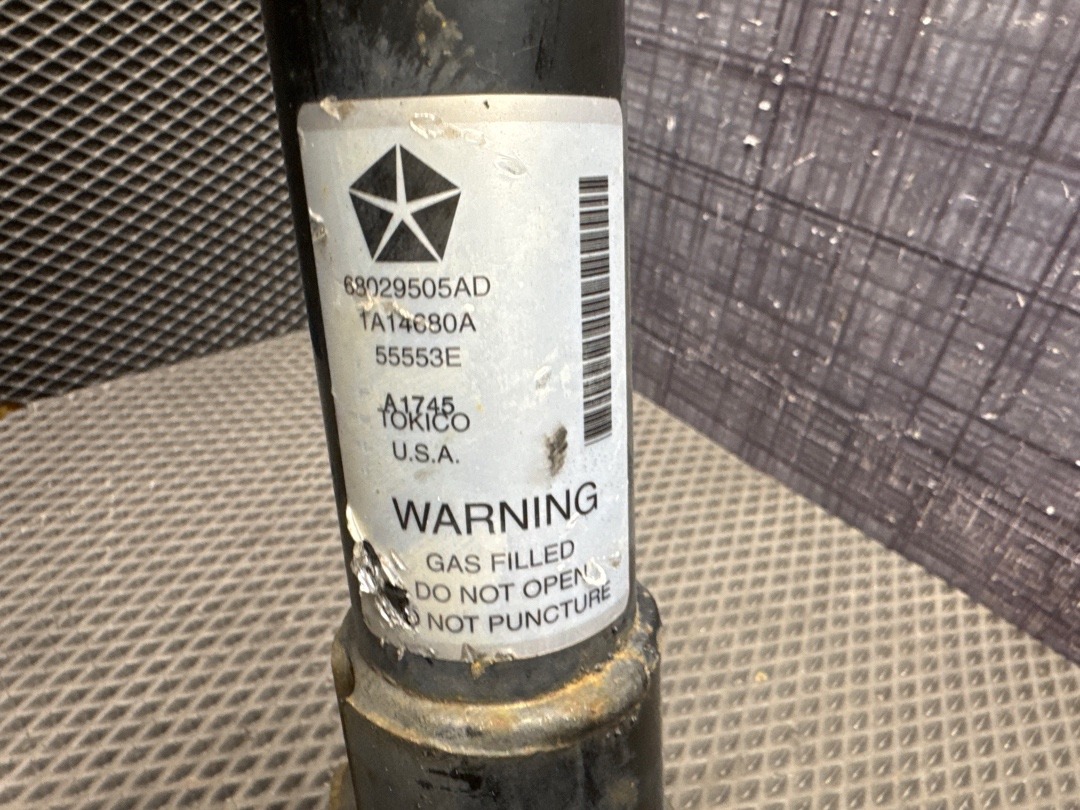 68029505AD
1A14680A
55553E
A1745
TOKICO
U.S.A.
WARNING
GAS FILLED
DO NOT OPEN
DO NOT PUNCTURE